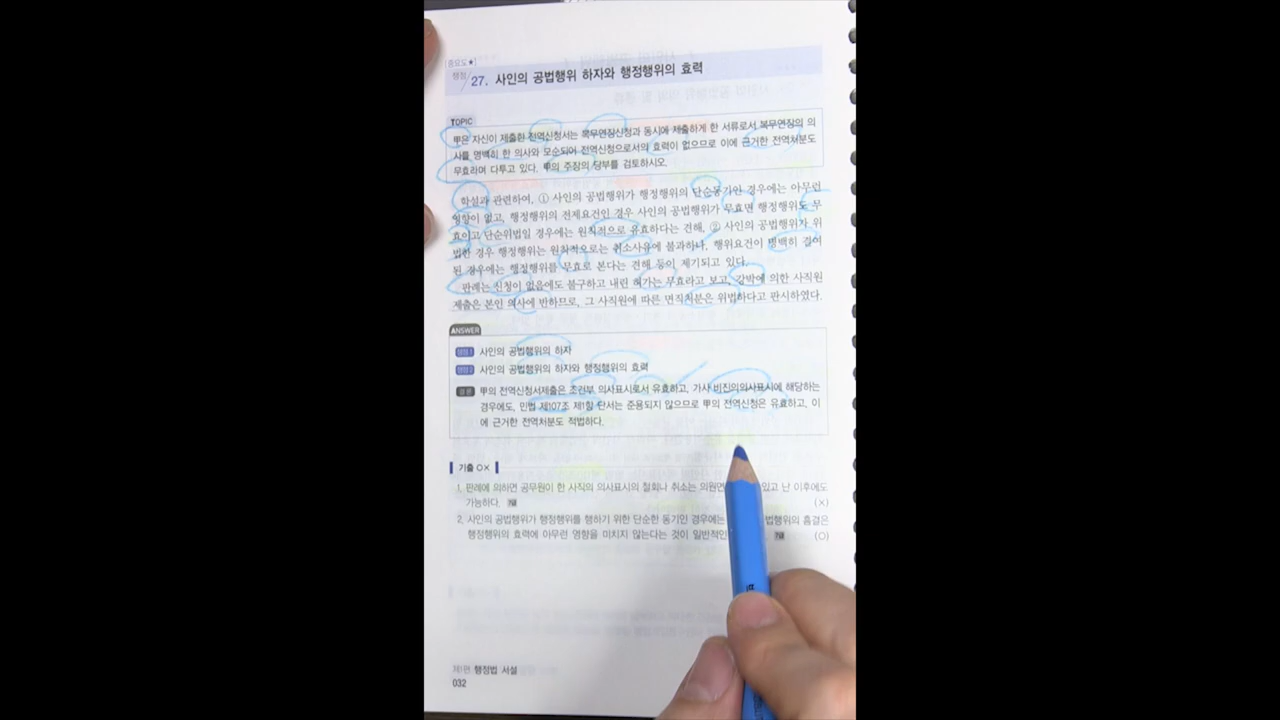 중요도★
행정
27. 사인의 공법행위 하자와 행정행위의 효력
TOPIC
甲은 자신이 제출한 전역신청서는 복무연장신청과 동시에 제출하게 한 서류로서 복무연장의 의
사를 명백히 한 의사와 모순되어 전역신청으로서의 효력이 없으므로 이에 근거한 전역처분도
무효라며 다투고 있다. 甲의 주장의 당부를 검토하시오.
학설과 관련하여, ① 사인의 공법행위가 행정행위의 단순동기인 경우에는 아무런
영향이 없고, 행정행위의 전제요건인 경우 사인의 공법행위가 무효면 행정행위도 무
효이고 단순위법일 경우에는 원칙적으로 유효하다는 견해, ② 사인의 공법행위가 위
법한 경우 행정행위는 원칙적으로는 취소사유에 불과하나, 행위요건이 명백히 결여
된 경우에는 행정행위를 무효로 본다는 견해 등이 제기되고 있다.
판례는 신청이 없음에도 불구하고 내린 허가는 무효라고 보고, 강박에 의한 사직원
제출은 본인 의사에 반하므로, 그 사직원에 따른 면직처분은 위법하다고 판시하였다.
ANSWER
쟁점 1 사인의 공법행위의 하자
쟁점 2 사인의 공법행위의 하자와 행정행위의 효력
결론 甲의 전역신청서제출은 조건부 의사표시로서 유효하고, 가사 비진의의사표시에 해당하는
경우에도, 민법 제107조 제1항 단서는 준용되지 않으므로 甲의 전역신청은 유효하고, 이
에 근거한 전역처분도 적법하다.
기출 O×
1. 판례에 의하면 공무원이 한 사직의 의사표시의 철회나 취소는 의원면 있고 난 이후에도
가능하다. 7급 (×)
2. 사인의 공법행위가 행정행위를 행하기 위한 단순한 동기인 경우에는 법행위의 흠결은
행정행위의 효력에 아무런 영향을 미치지 않는다는 것이 일반적인 7급 (O)
제1편 행정법 서설
032